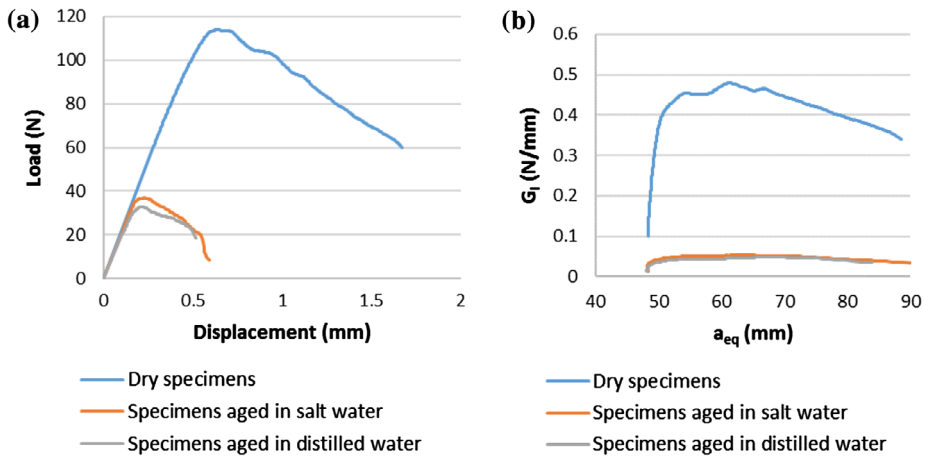 (a)
Load (N)
120
100
80
60
40
20
0
0 0.5 1 1.5 2
Displacement (mm)
Dry specimens
Specimens aged in salt water
Specimens aged in distilled water
(b)
G_I (N/mm)
0.6
0.5
0.4
0.3
0.2
0.1
0
40 50 60 70 80 90
a_eq (mm)
Dry specimens
Specimens aged in salt water
Specimens aged in distilled water